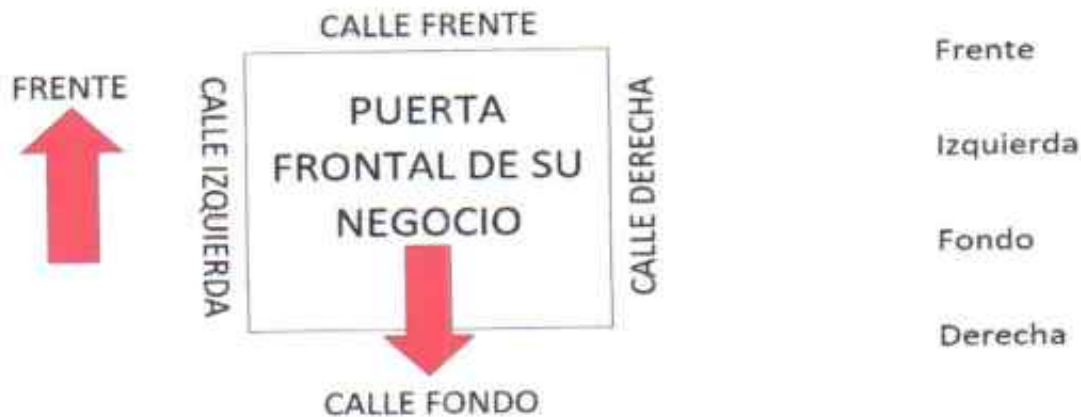 CALLE FRENTE
FRENTE
CALLE IZQUIERDA
PUERTA
FRONTAL DE SU
NEGOCIO
CALLE DERECHA
CALLE FONDO
Frente
Izquierda
Fondo
Derecha